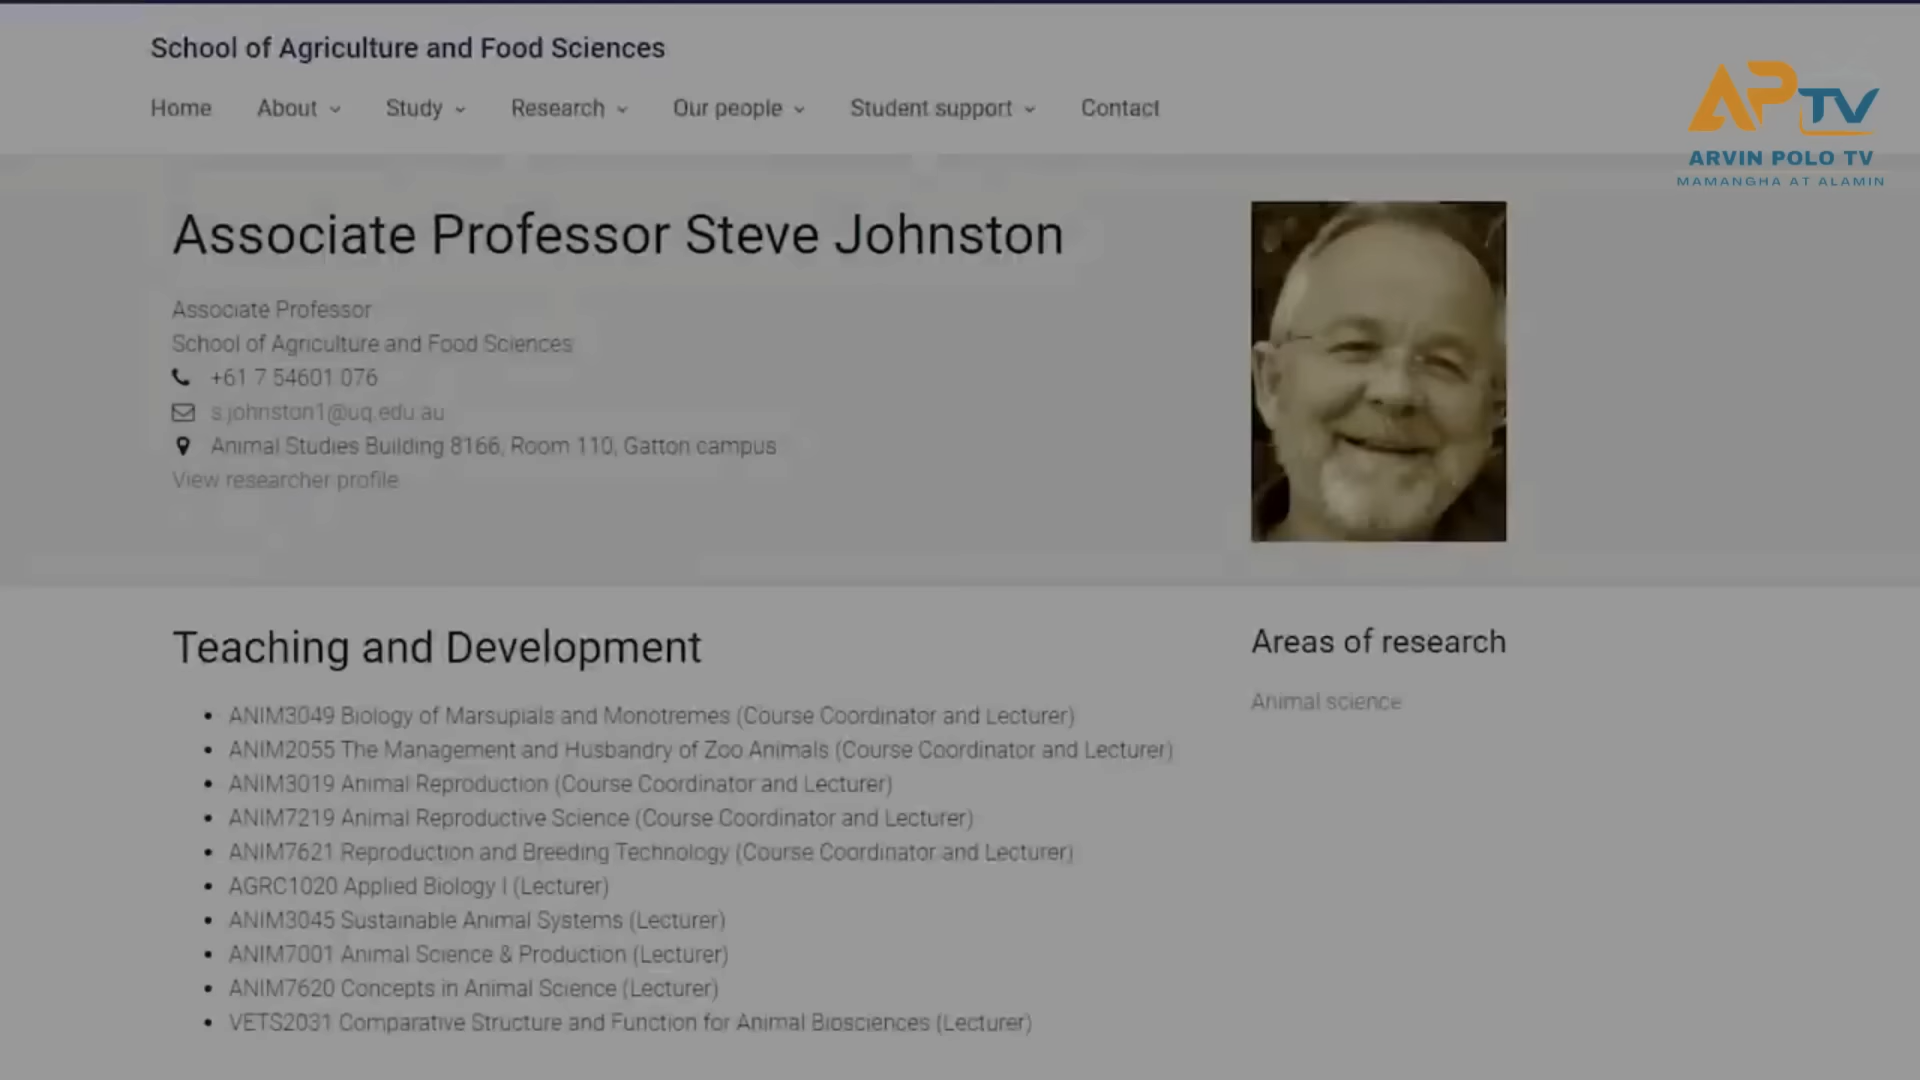 School of Agriculture and Food Sciences
Home About Study Research Our people Student support Contact
APTV
ARVIN POLO TV
MAMANGHA AT ALAMIN
Associate Professor Steve Johnston
Associate Professor
School of Agriculture and Food Sciences
+61 7 54601 076
s.johnston1@uq.edu.au
Animal Studies Building 8166, Room 110, Gatton campus
View researcher profile
Teaching and Development
• ANIM3049 Biology of Marsupials and Monotremes (Course Coordinator and Lecturer)
• ANIM2055 The Management and Husbandry of Zoo Animals (Course Coordinator and Lecturer)
• ANIM3019 Animal Reproduction (Course Coordinator and Lecturer)
• ANIM7219 Animal Reproductive Science (Course Coordinator and Lecturer)
• ANIM7621 Reproduction and Breeding Technology (Course Coordinator and Lecturer)
• AGRC1020 Applied Biology I (Lecturer)
• ANIM3045 Sustainable Animal Systems (Lecturer)
• ANIM7001 Animal Science & Production (Lecturer)
• ANIM7620 Concepts in Animal Science (Lecturer)
• VETS2031 Comparative Structure and Function for Animal Biosciences (Lecturer)
Areas of research
Animal science